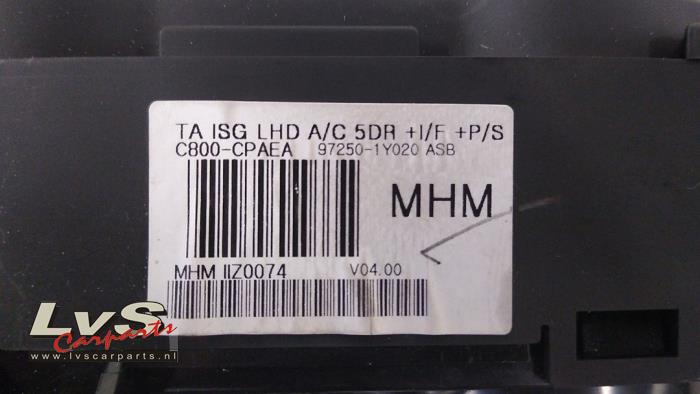 TA ISG LHD A/C 5DR +I/F +P/S
C800-CPAEA 97250-1Y020 ASB
MHM
MHM IIZ0074 V04.00
LvS
Carparts
www.lvscarparts.nl